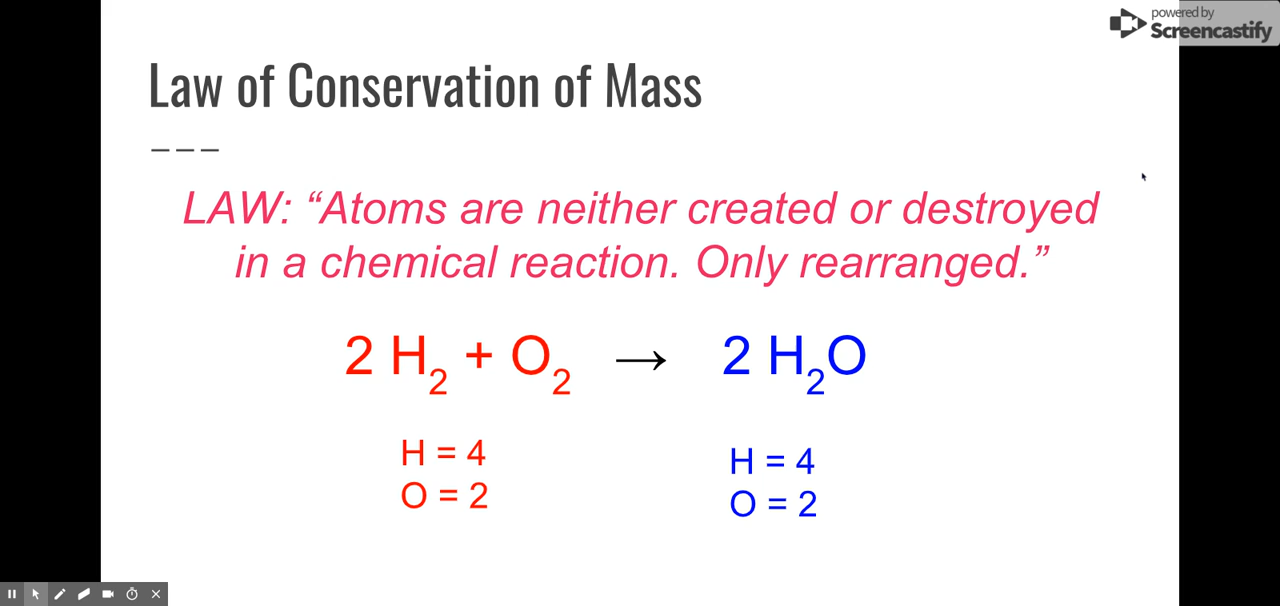 powered by
Screencastify
Law of Conservation of Mass
LAW: “Atoms are neither created or destroyed
in a chemical reaction. Only rearranged.”
2 H₂ + O₂ → 2 H₂O
H = 4
O = 2
H = 4
O = 2